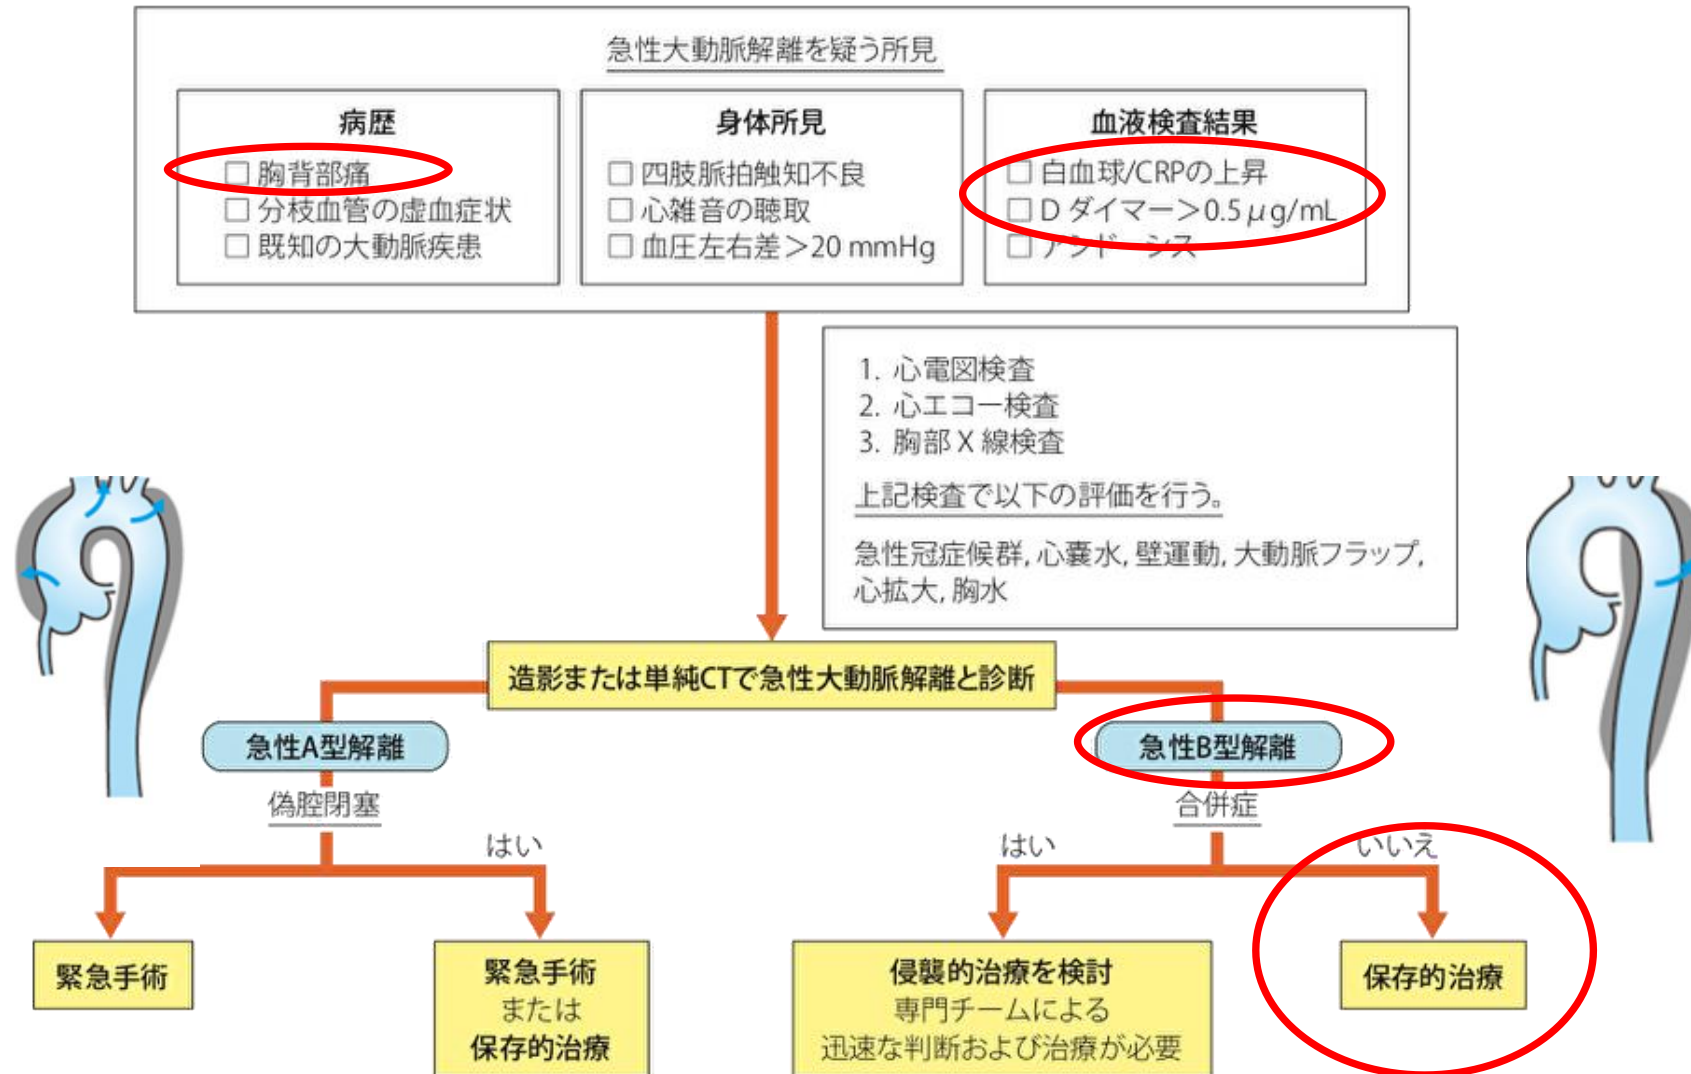 急性大動脈解離を疑う所見
病歴
□ 胸背部痛
□ 分枝血管の虚血症状
□ 既知の大動脈疾患
身体所見
□ 四肢脈拍触知不良
□ 心雑音の聴取
□ 血圧左右差＞20 mmHg
血液検査結果
□ 白血球/CRPの上昇
□ D ダイマー＞0.5 μg/mL
□ アシドーシス
1. 心電図検査
2. 心エコー検査
3. 胸部 X 線検査
上記検査で以下の評価を行う。
急性冠症候群, 心嚢水, 壁運動, 大動脈フラップ,
心拡大, 胸水
造影または単純CTで急性大動脈解離と診断
急性A型解離
急性B型解離
偽腔閉塞
合併症
はい
はい
いいえ
緊急手術
緊急手術
または
保存的治療
侵襲的治療を検討
専門チームによる
迅速な判断および治療が必要
保存的治療